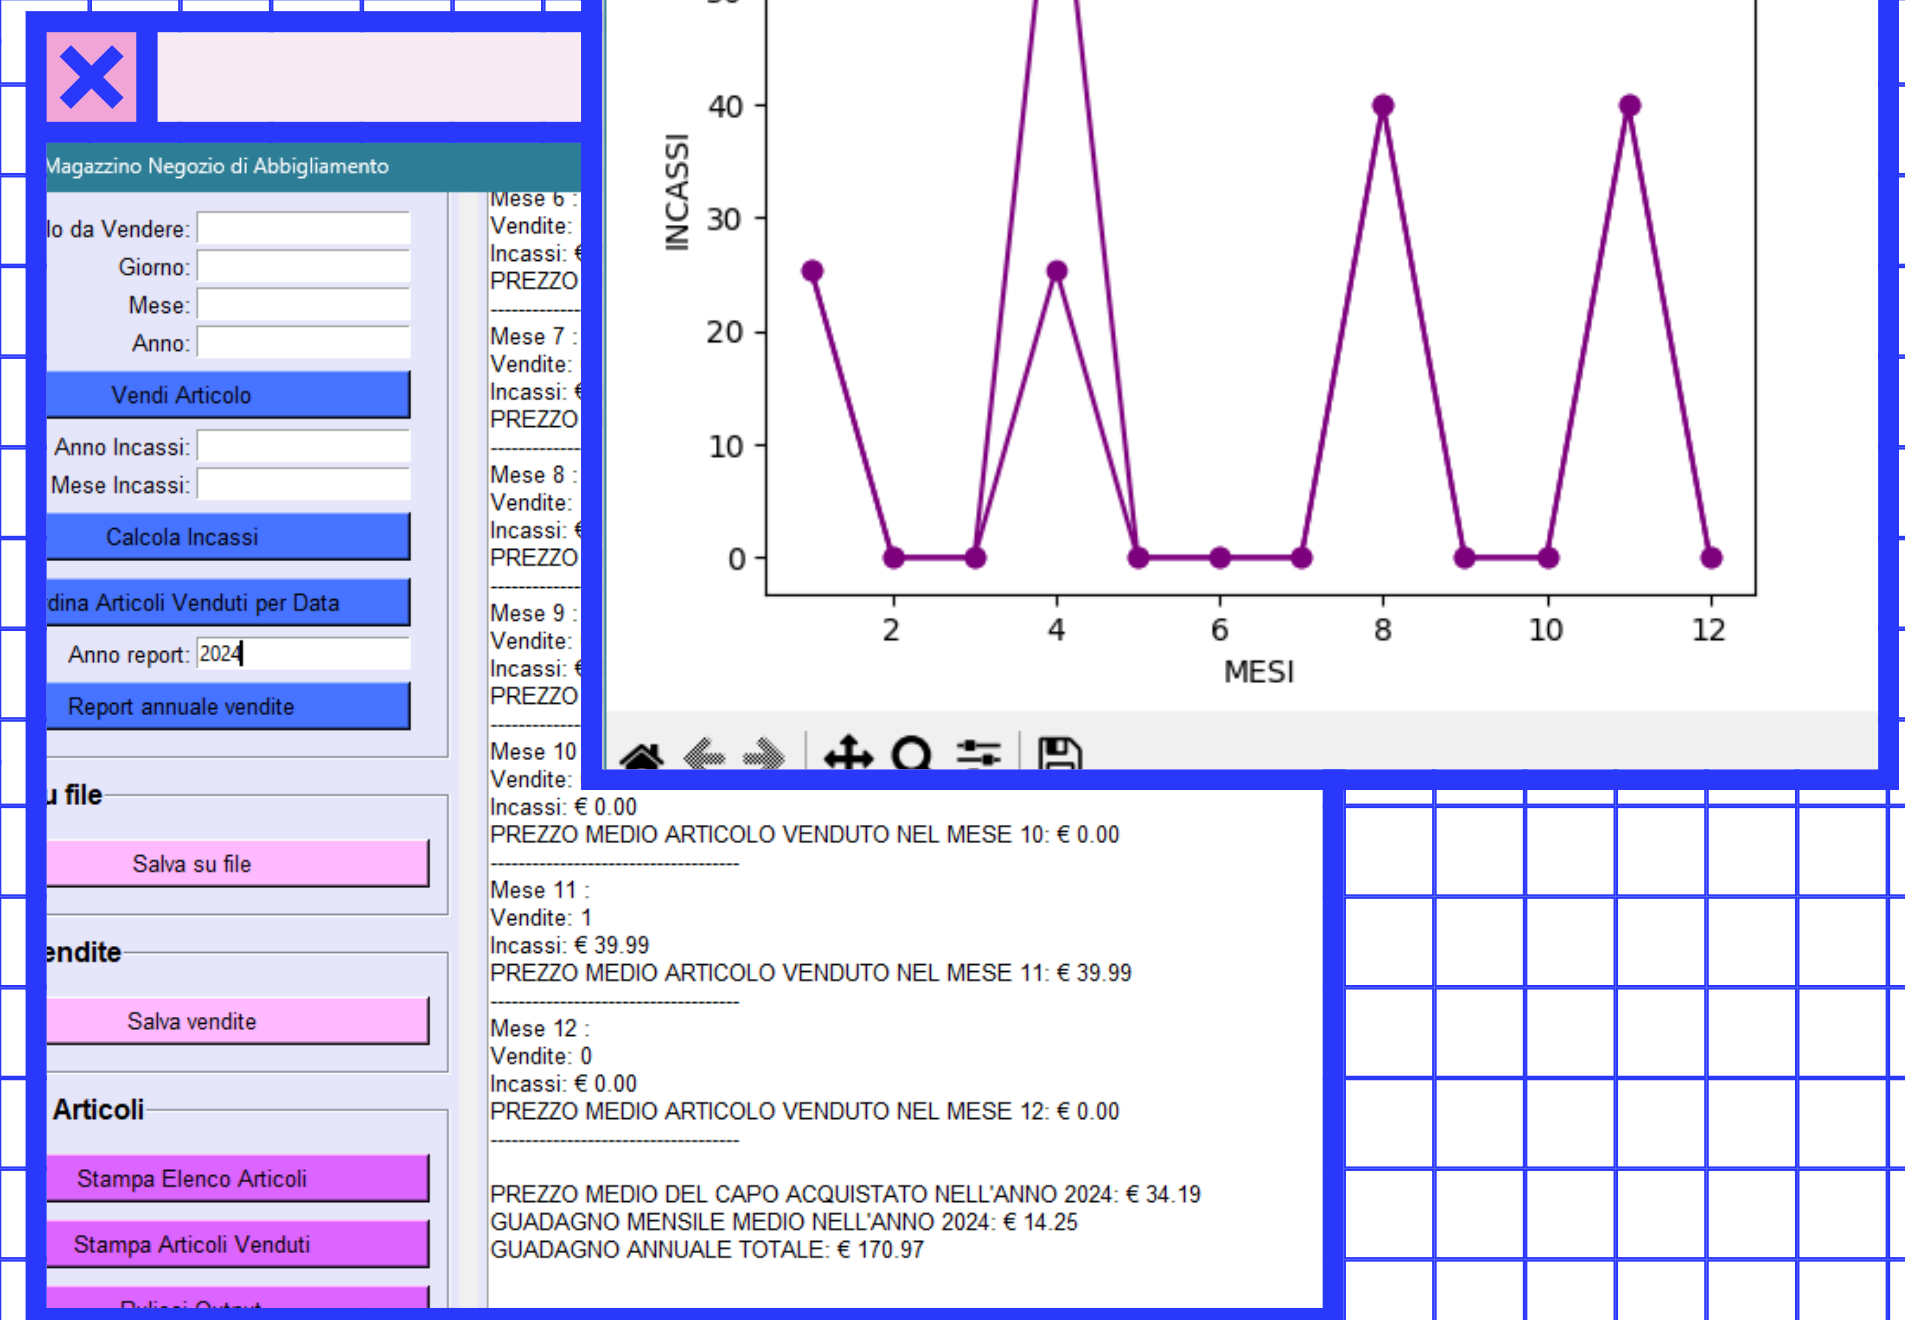 Magazzino Negozio di Abbigliamento
lo da Vendere:
Giorno:
Mese:
Anno:
Vendi Articolo
Anno Incassi:
Mese Incassi:
Calcola Incassi
dina Articoli Venduti per Data
Anno report: 2024
Report annuale vendite
u file
Salva su file
endite
Salva vendite
Articoli
Stampa Elenco Articoli
Stampa Articoli Venduti
Pulisci Output
Mese 6 :
Vendite:
Incassi: €
PREZZO
------------------------------------
Mese 7 :
Vendite:
Incassi: €
PREZZO
------------------------------------
Mese 8 :
Vendite:
Incassi: €
PREZZO
------------------------------------
Mese 9 :
Vendite:
Incassi: €
PREZZO
------------------------------------
Mese 10
Vendite:
Incassi: € 0.00
PREZZO MEDIO ARTICOLO VENDUTO NEL MESE 10: € 0.00
------------------------------------
Mese 11 :
Vendite: 1
Incassi: € 39.99
PREZZO MEDIO ARTICOLO VENDUTO NEL MESE 11: € 39.99
------------------------------------
Mese 12 :
Vendite: 0
Incassi: € 0.00
PREZZO MEDIO ARTICOLO VENDUTO NEL MESE 12: € 0.00
------------------------------------
PREZZO MEDIO DEL CAPO ACQUISTATO NELL'ANNO 2024: € 34.19
GUADAGNO MENSILE MEDIO NELL'ANNO 2024: € 14.25
GUADAGNO ANNUALE TOTALE: € 170.97
INCASSI
40
30
20
10
0
2 4 6 8 10 12
MESI